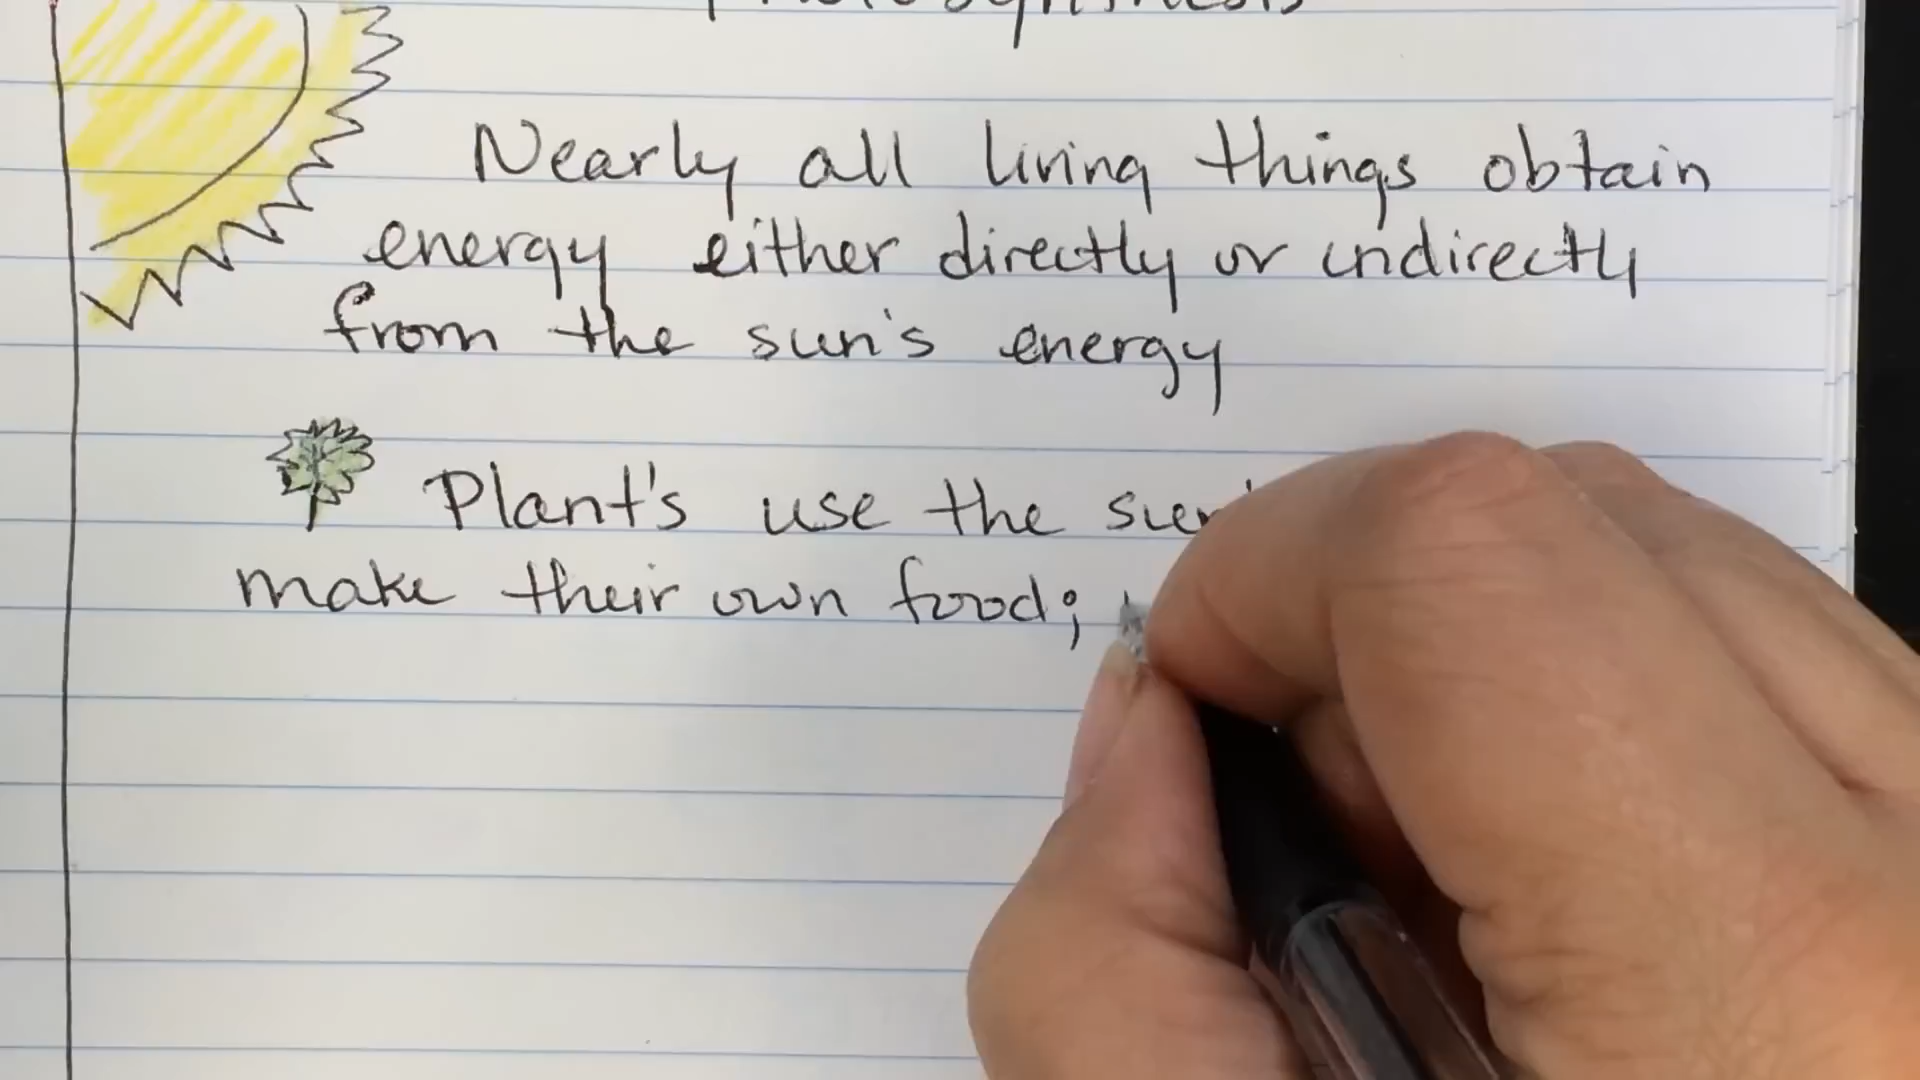 Photosynthesis
Nearly all living things obtain
energy either directly or indirectly
from the sun's energy
Plant's use the
make their own food;